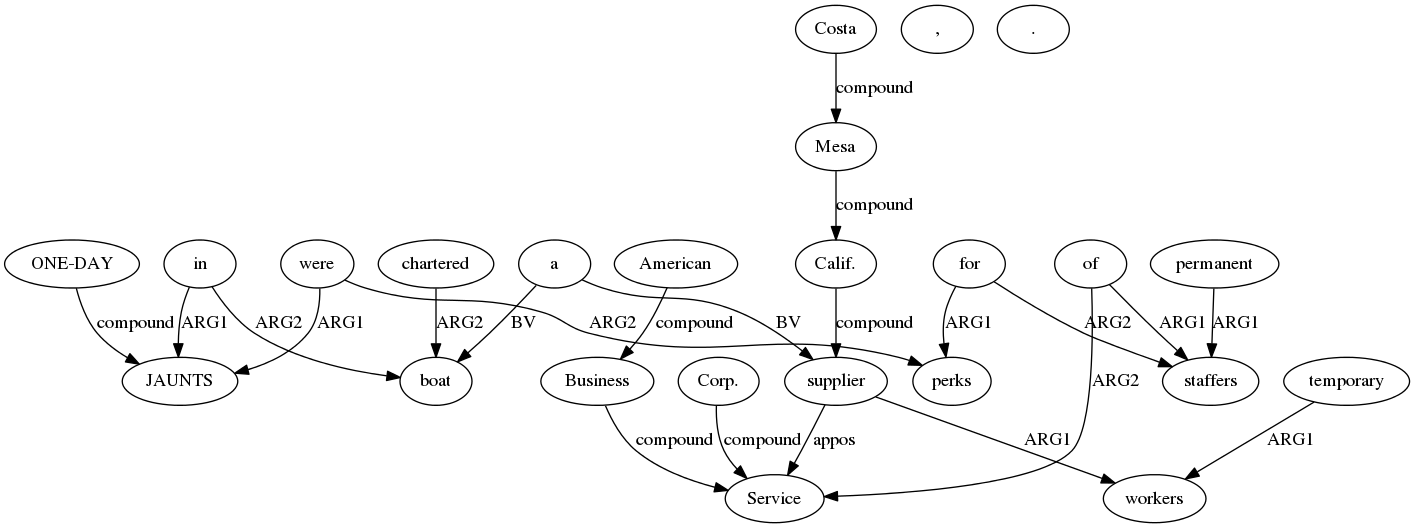 Costa , .
compound
Mesa
compound
ONE-DAY in were chartered a American Calif. for of permanent
compound ARG1 ARG2 ARG1 ARG2 BV ARG2 compound BV compound ARG1 ARG2 ARG1 ARG1
JAUNTS boat Business Corp. supplier perks ARG2 staffers temporary
compound compound appos ARG1 ARG1
Service workers